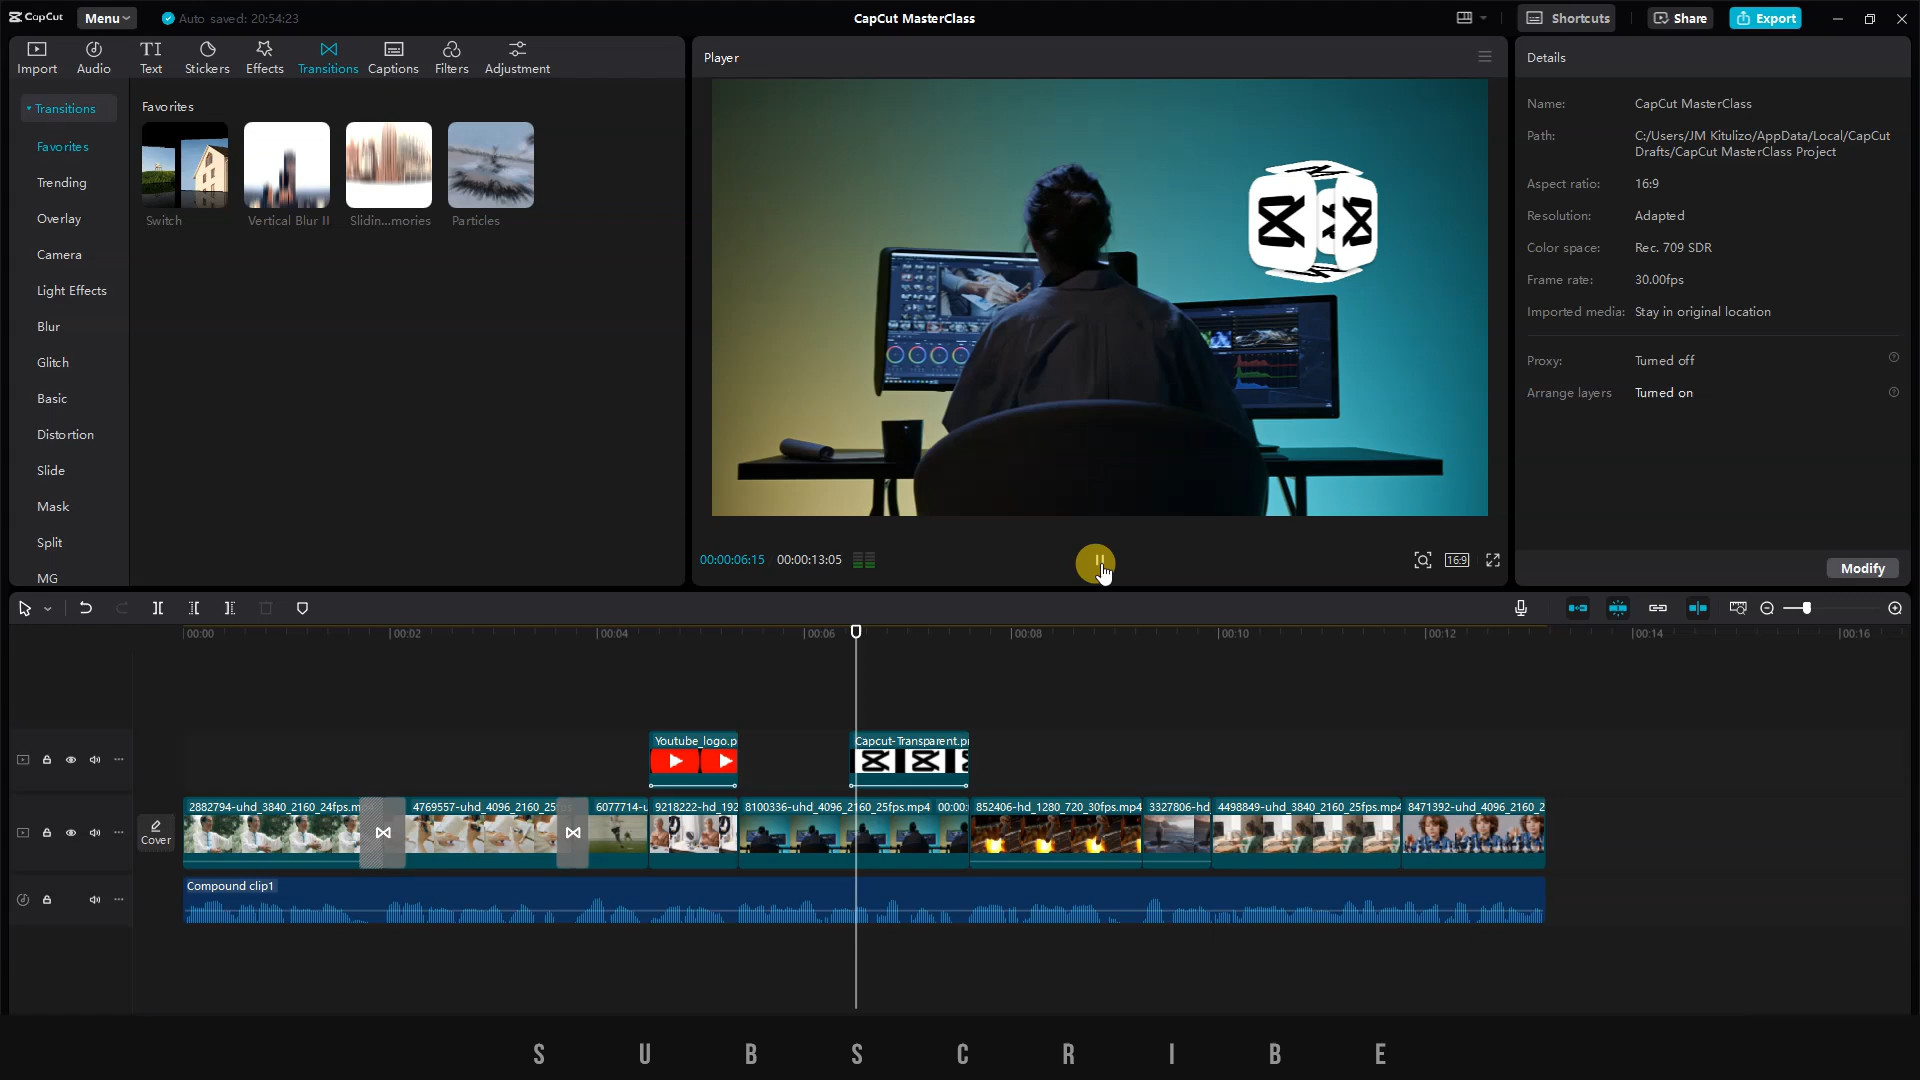 CapCut
Menu
Auto saved: 20:54:23
CapCut MasterClass
Shortcuts
Share
Export
Import
Audio
TI
Text
Stickers
Effects
Transitions
Captions
Filters
Adjustment
Player
Details
Transitions
Favorites
Trending
Overlay
Camera
Light Effects
Blur
Glitch
Basic
Distortion
Slide
Mask
Split
MG
Favorites
Switch
Vertical Blur II
Slidin...mories
Particles
Name: CapCut MasterClass
Path: C:/Users/JM Kitulizo/AppData/Local/CapCut
Drafts/CapCut MasterClass Project
Aspect ratio: 16:9
Resolution: Adapted
Color space: Rec. 709 SDR
Frame rate: 30.00fps
Imported media: Stay in original location
Proxy: Turned off
Arrange layers Turned on
Modify
00:00:06:15 00:00:13:05
16:9
00:00 00:02 00:04 00:06 00:08 00:10 00:12 00:14 00:16
Youtube_logo.p
Capcut-Transparent.pr
Cover
2882794-uhd_3840_2160_24fps.m
4769557-uhd_4096_2160_25
6077714-u
9218222-hd_192
8100336-uhd_4096_2160_25fps.mp4 00:00:
852406-hd_1280_720_30fps.mp4
3327806-hd
4498849-uhd_3840_2160_25fps.mp4
8471392-uhd_4096_2160_2
Compound clip1
S U B S C R I B E